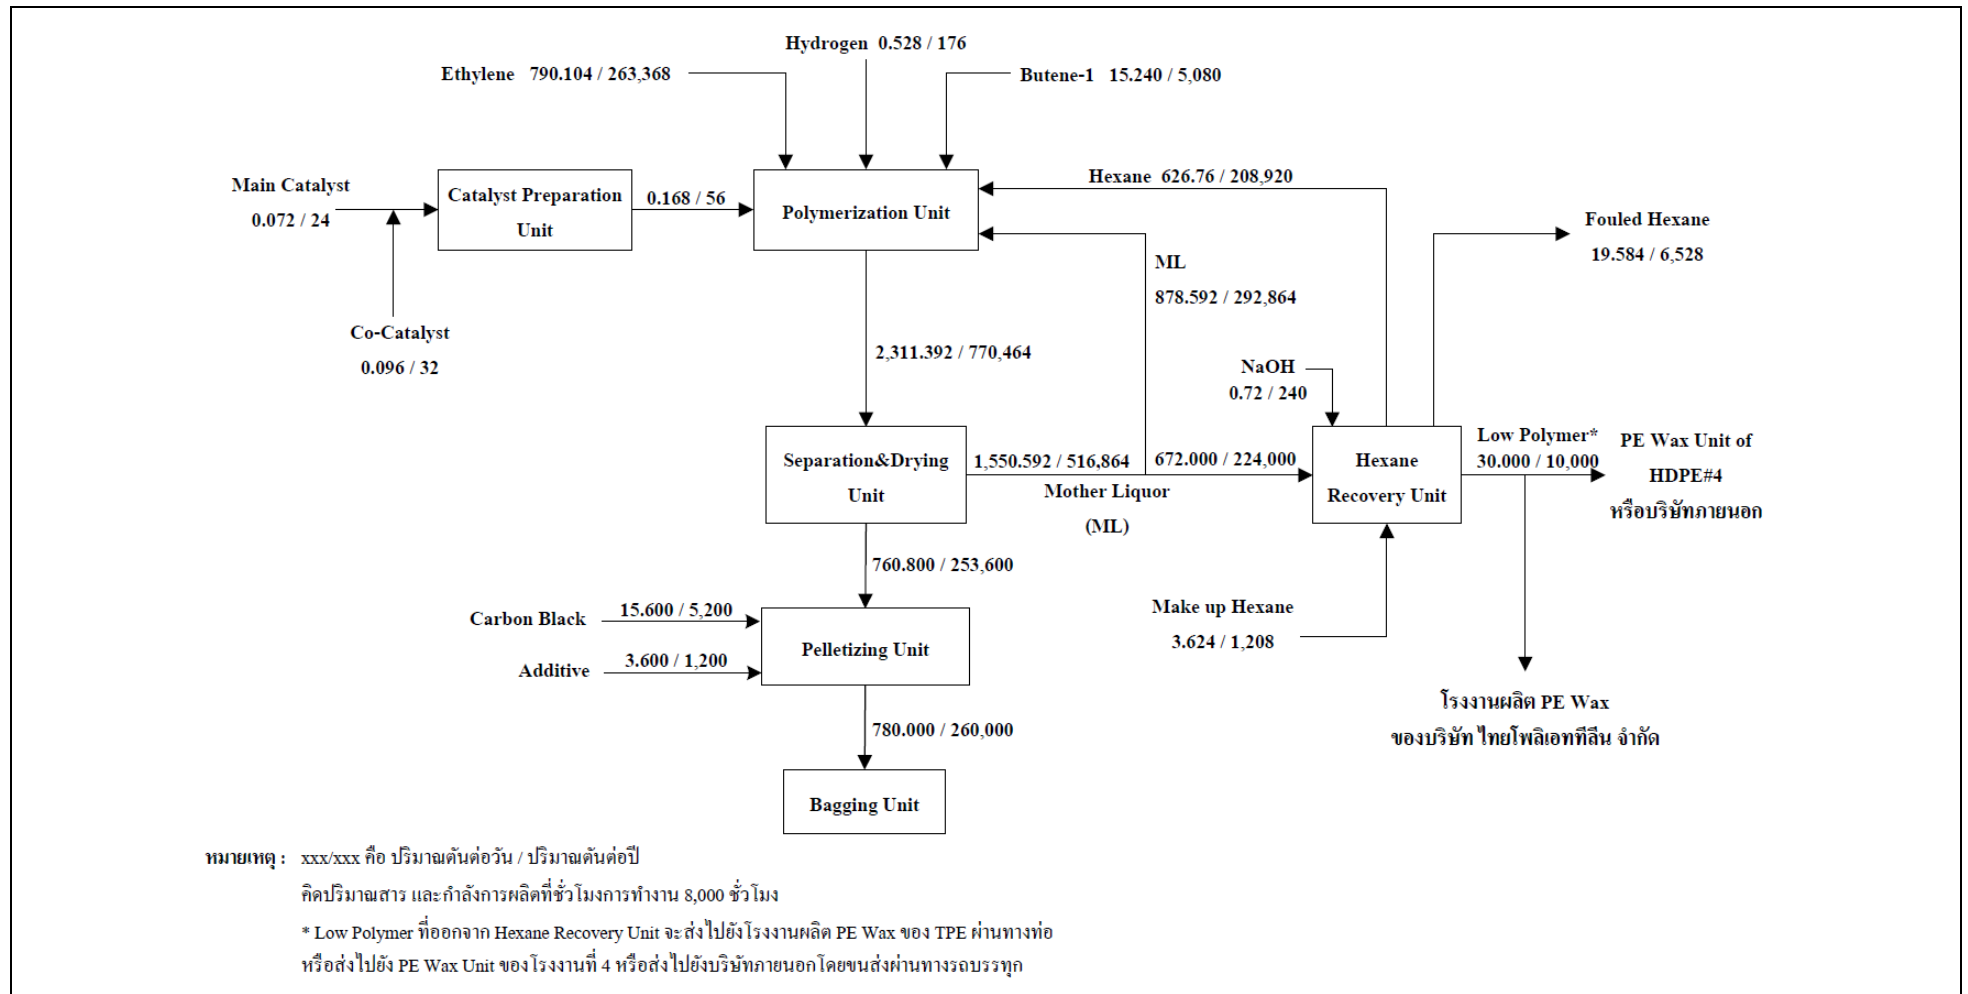 Hydrogen 0.528 / 176
Ethylene 790.104 / 263,368
Butene-1 15.240 / 5,080
Main Catalyst
0.072 / 24
Catalyst Preparation
Unit
0.168 / 56
Polymerization Unit
Hexane 626.76 / 208,920
Fouled Hexane
19.584 / 6,528
ML
878.592 / 292,864
Co-Catalyst
0.096 / 32
2,311.392 / 770,464
NaOH
0.72 / 240
Separation&Drying
Unit
1,550.592 / 516,864
Mother Liquor
(ML)
672.000 / 224,000
Hexane
Recovery Unit
Low Polymer*
30.000 / 10,000
PE Wax Unit of
HDPE#4
หรือบริษัทภายนอก
760.800 / 253,600
Carbon Black
15.600 / 5,200
Additive
3.600 / 1,200
Pelletizing Unit
Make up Hexane
3.624 / 1,208
โรงงานผลิต PE Wax
ของบริษัท ไทยโพลิเอททีลีน จำกัด
780.000 / 260,000
Bagging Unit
หมายเหตุ : xxx/xxx คือ ปริมาณตันต่อวัน / ปริมาณตันต่อปี
คิดปริมาณสาร และกำลังการผลิตที่ชั่วโมงการทำงาน 8,000 ชั่วโมง
* Low Polymer ที่ออกจาก Hexane Recovery Unit จะส่งไปยังโรงงานผลิต PE Wax ของ TPE ผ่านทางท่อ
หรือส่งไปยัง PE Wax Unit ของโรงงานที่ 4 หรือส่งไปยังบริษัทภายนอกโดยขนส่งผ่านทางรถบรรทุก